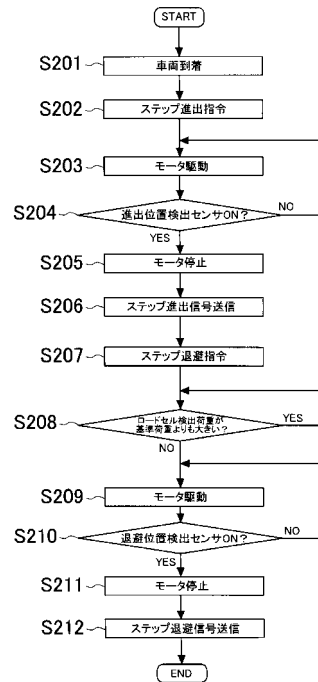 START
S201 車両到着
S202 ステップ進出指令
S203 モータ駆動
S204 進出位置検出センサON? NO
YES
S205 モータ停止
S206 ステップ進出信号送信
S207 ステップ退避指令
S208 ロードセル検出荷重が
基準荷重よりも大きい? YES
NO
S209 モータ駆動
S210 退避位置検出センサON? NO
YES
S211 モータ停止
S212 ステップ退避信号送信
END